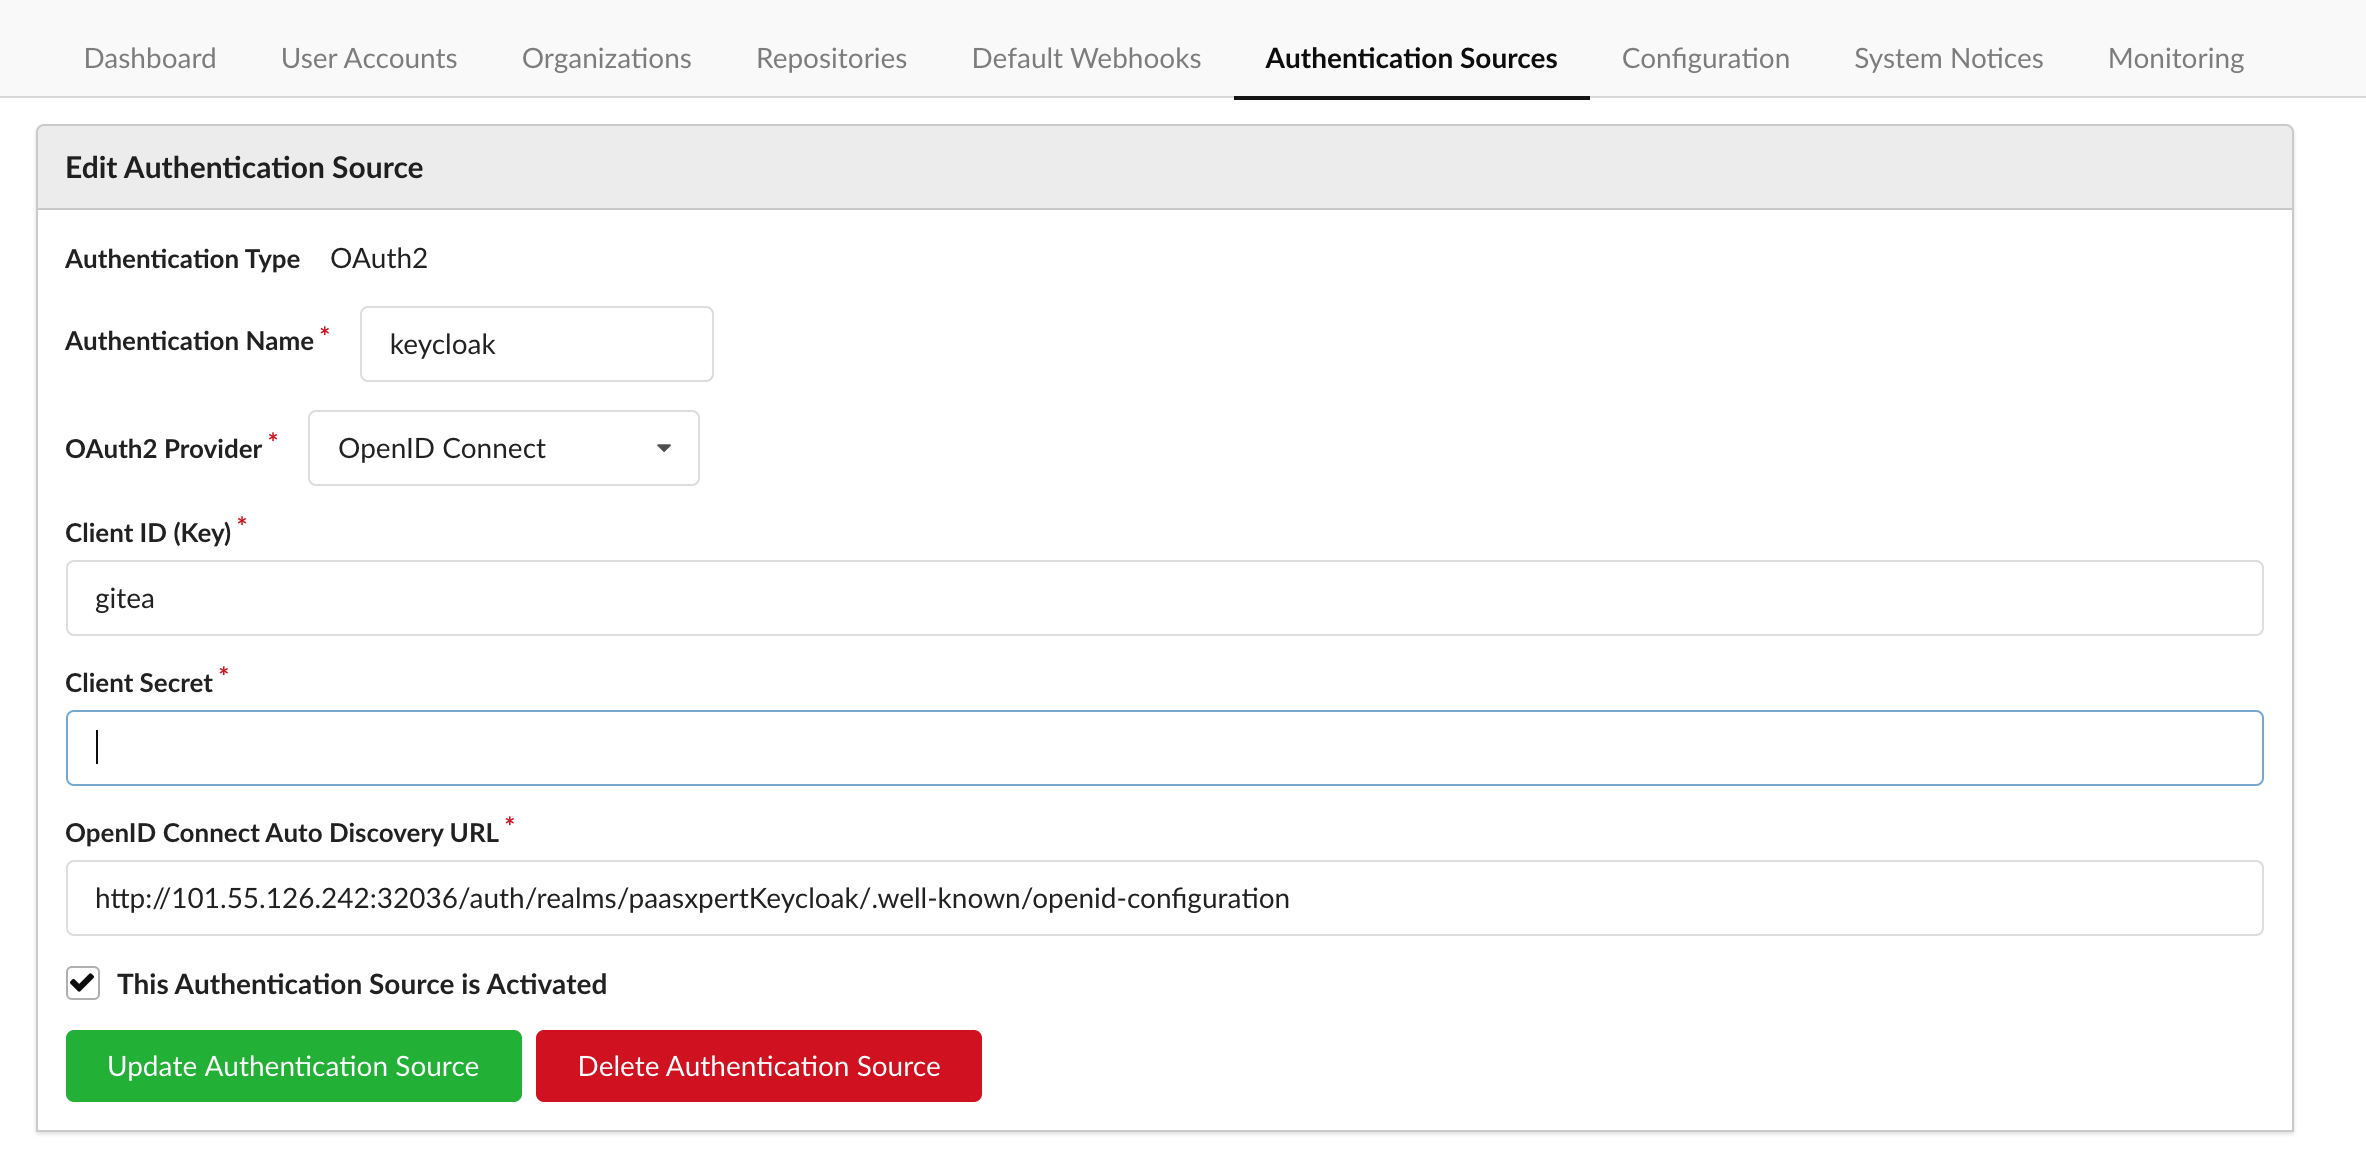 Dashboard User Accounts Organizations Repositories Default Webhooks Authentication Sources Configuration System Notices Monitoring
Edit Authentication Source
Authentication Type OAuth2
Authentication Name * keycloak
OAuth2 Provider * OpenID Connect
Client ID (Key) *
gitea
Client Secret *
OpenID Connect Auto Discovery URL *
http://101.55.126.242:32036/auth/realms/paasxpertKeycloak/.well-known/openid-configuration
This Authentication Source is Activated
Update Authentication Source Delete Authentication Source